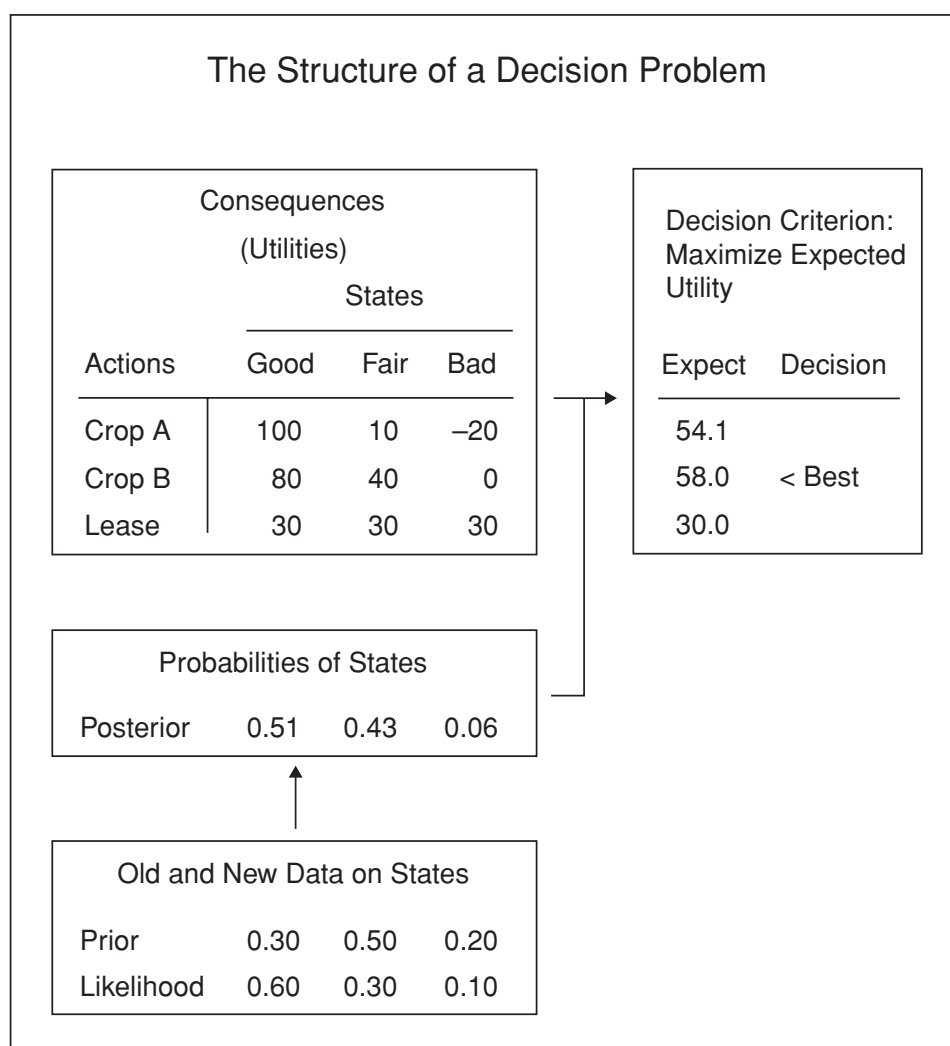 The Structure of a Decision Problem
Consequences
(Utilities)
States
Actions Good Fair Bad
Crop A 100 10 –20
Crop B 80 40 0
Lease 30 30 30
Decision Criterion:
Maximize Expected
Utility
Expect Decision
54.1
58.0 < Best
30.0
Probabilities of States
Posterior 0.51 0.43 0.06
Old and New Data on States
Prior 0.30 0.50 0.20
Likelihood 0.60 0.30 0.10